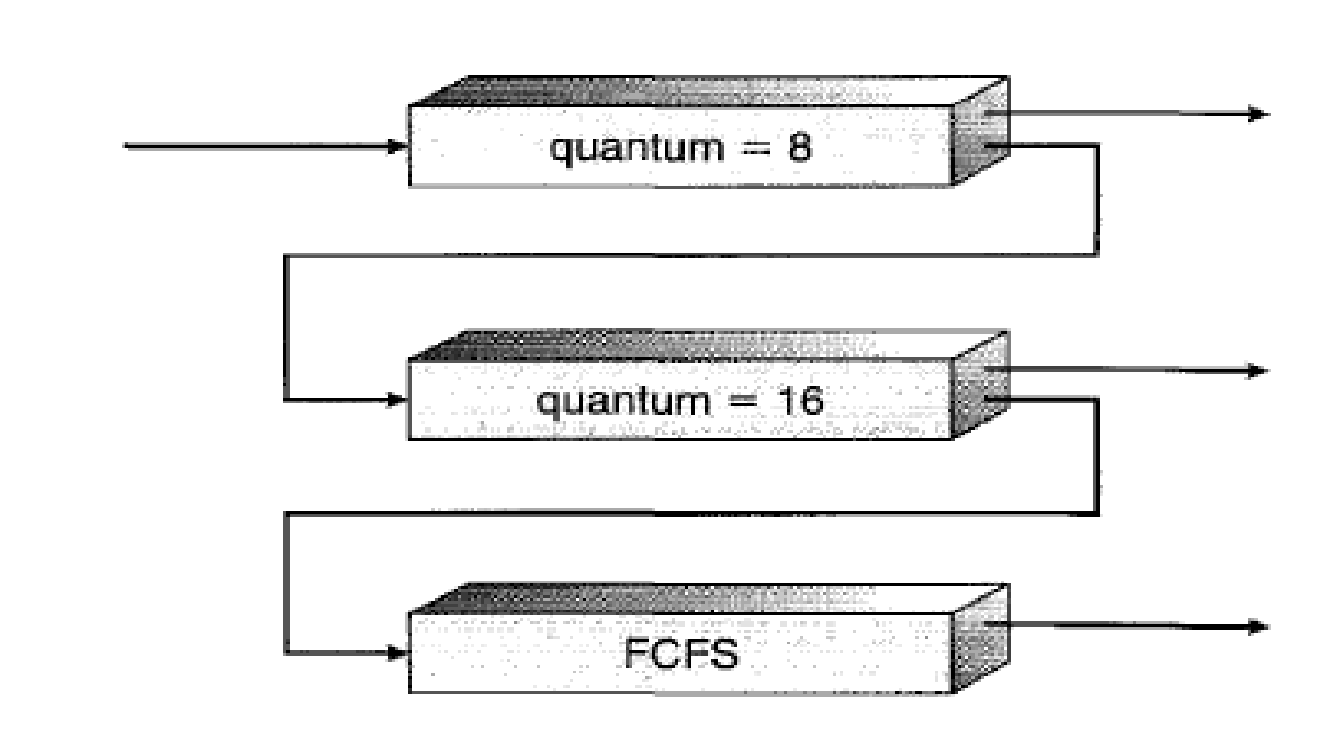 quantum = 8
quantum = 16
FCFS